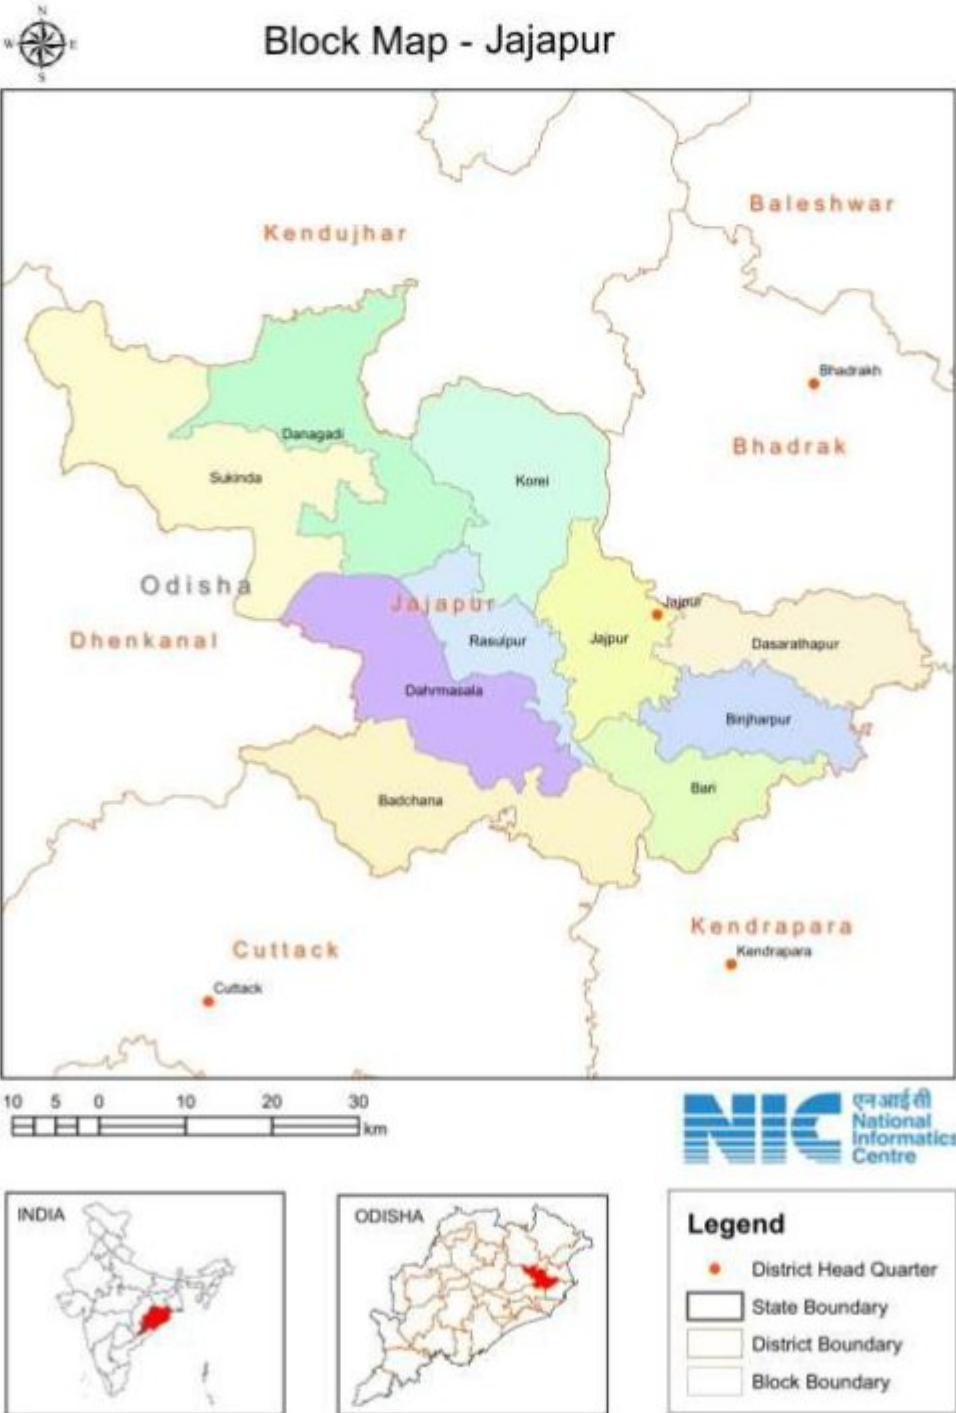 N
W E
S
Block Map - Jajapur
Baleshwar
Kendujhar
Bhadrakh
Bhadrak
Danagadi
Sukinda
Korei
Odisha
Jajapur
Jajpur
Dhenkanal
Rasulpur
Jajpur
Dasarathapur
Dahrmasala
Binjharpur
Bari
Badchana
Kendrapara
Kendrapara
Cuttack
Cuttack
10 5 0 10 20 30
km
NIC
एन आई सी
National
Informatics
Centre
INDIA
ODISHA
Legend
District Head Quarter
State Boundary
District Boundary
Block Boundary